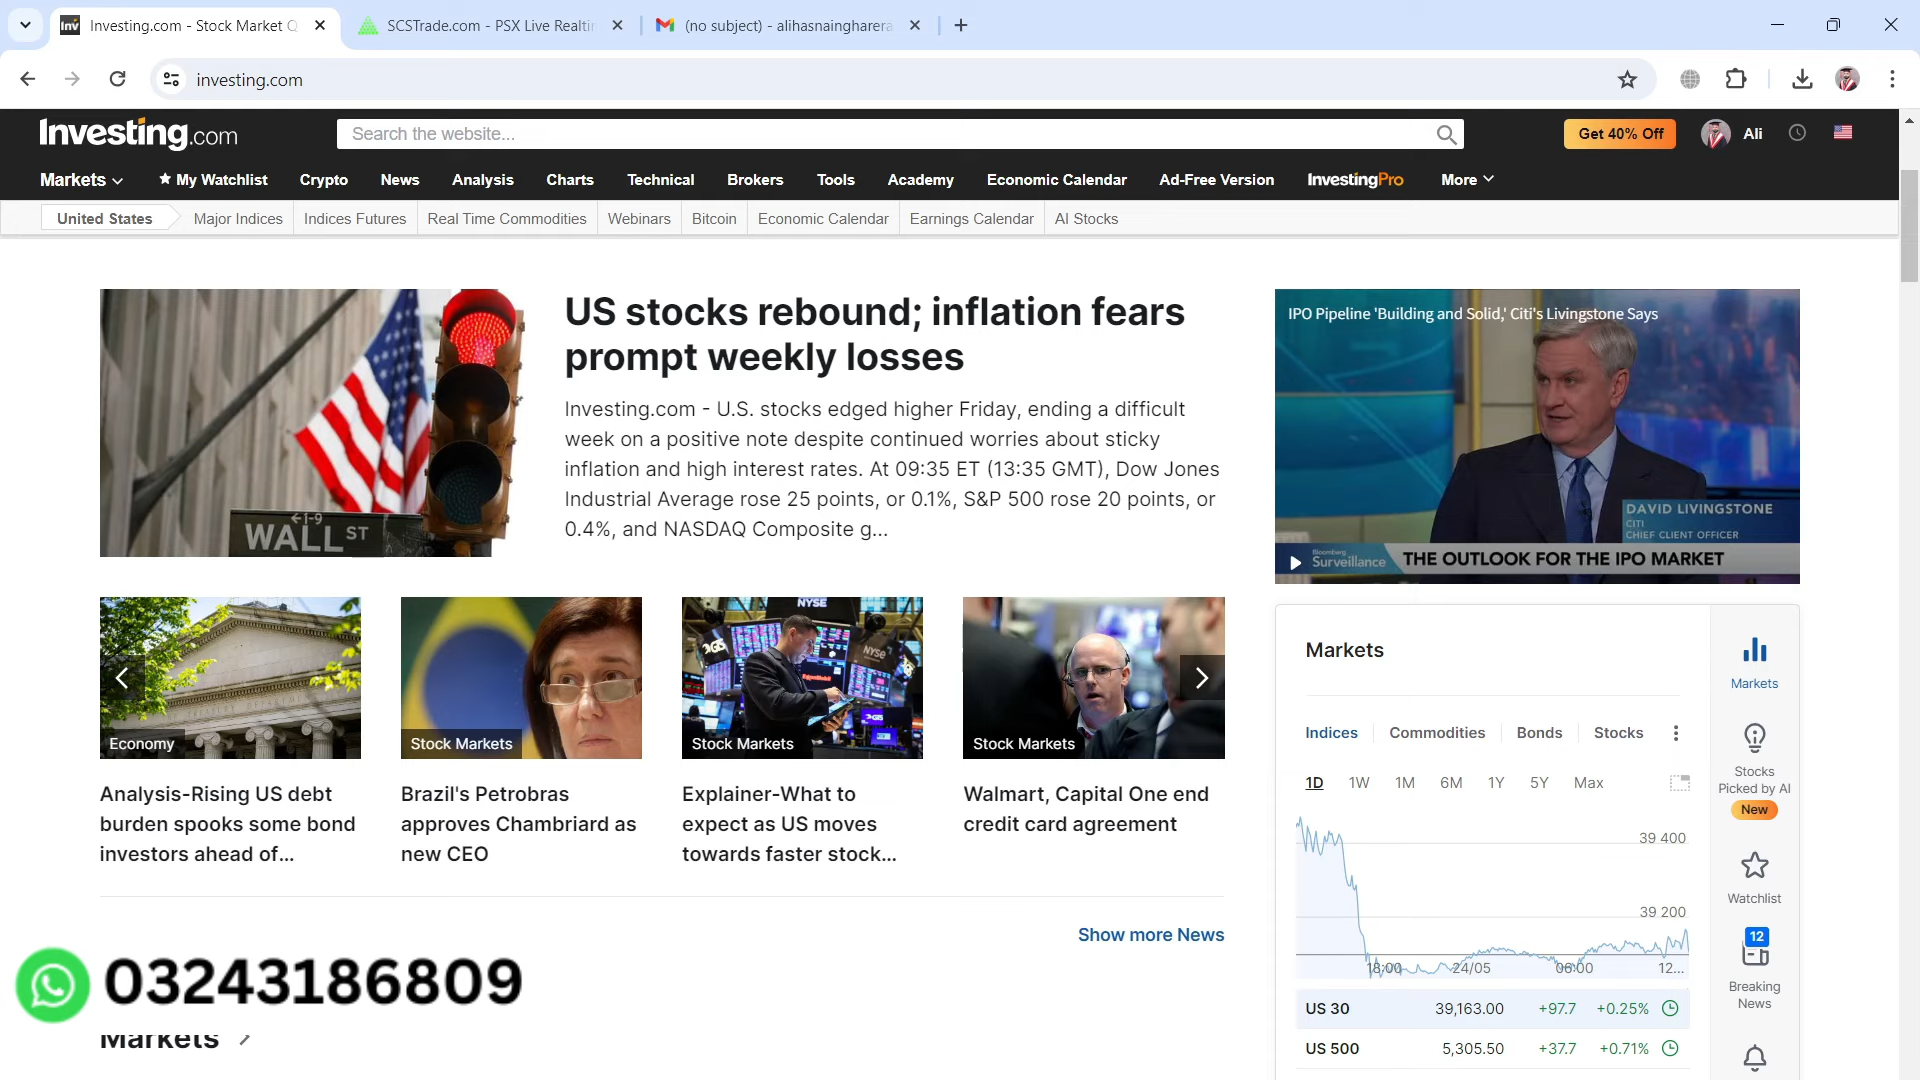 Investing.com - Stock Market Q
SCSTrade.com - PSX Live Realtin
(no subject) - alihasnaingharera
investing.com
Investing.com
Search the website...
Get 40% Off
Ali
Markets
My Watchlist
Crypto
News
Analysis
Charts
Technical
Brokers
Tools
Academy
Economic Calendar
Ad-Free Version
InvestingPro
More
United States
Major Indices
Indices Futures
Real Time Commodities
Webinars
Bitcoin
Economic Calendar
Earnings Calendar
AI Stocks
US stocks rebound; inflation fears
prompt weekly losses
Investing.com - U.S. stocks edged higher Friday, ending a difficult
week on a positive note despite continued worries about sticky
inflation and high interest rates. At 09:35 ET (13:35 GMT), Dow Jones
Industrial Average rose 25 points, or 0.1%, S&P 500 rose 20 points, or
0.4%, and NASDAQ Composite g...
←1-9
WALL ST
IPO Pipeline 'Building and Solid,' Citi's Livingstone Says
DAVID LIVINGSTONE
CITI
CHIEF CLIENT OFFICER
Bloomberg
Surveillance
THE OUTLOOK FOR THE IPO MARKET
Economy
Analysis-Rising US debt
burden spooks some bond
investors ahead of...
Stock Markets
Brazil's Petrobras
approves Chambriard as
new CEO
NYSE
NYSE
Stock Markets
Explainer-What to
expect as US moves
towards faster stock...
Stock Markets
Walmart, Capital One end
credit card agreement
Show more News
03243186809
Markets
Markets
Indices
Commodities
Bonds
Stocks
1D
1W
1M
6M
1Y
5Y
Max
39 400
39 200
18:00
24/05
06:00
12...
US 30
39,163.00
+97.7
+0.25%
US 500
5,305.50
+37.7
+0.71%
Markets
Stocks
Picked by AI
New
Watchlist
12
Breaking
News